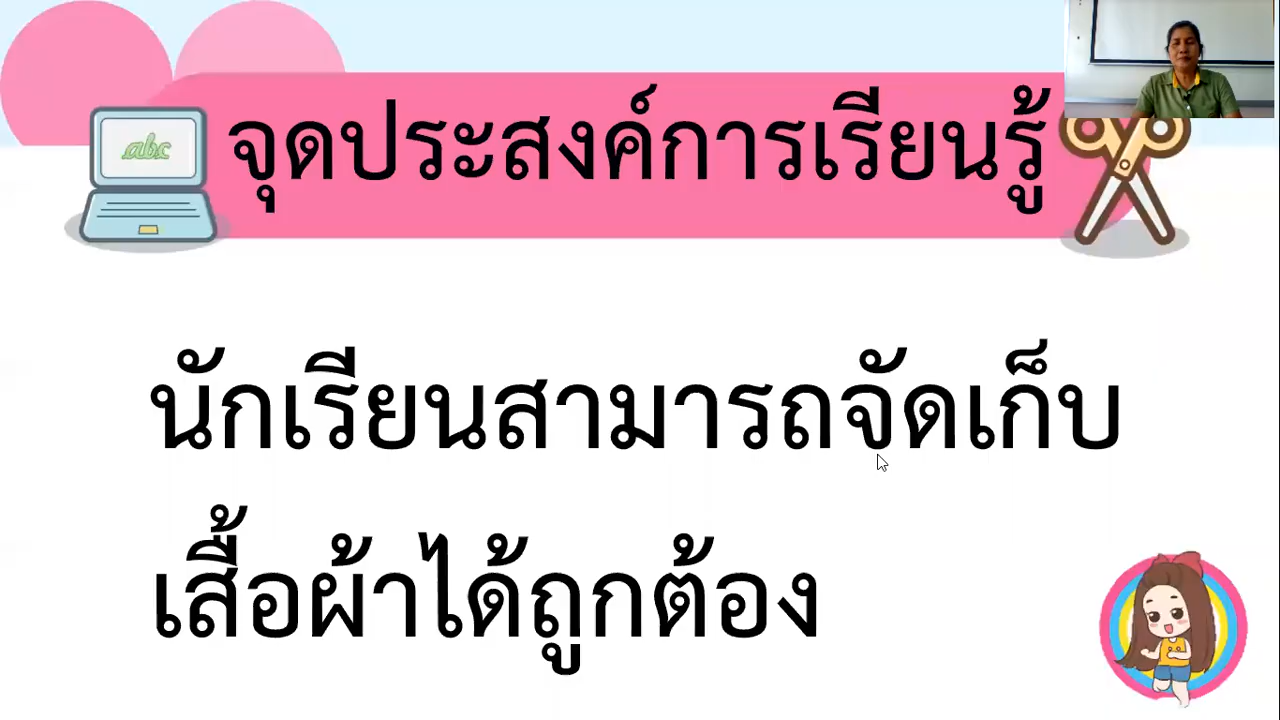 abc
จุดประสงค์การเรียนรู้
นักเรียนสามารถจัดเก็บ
เสื้อผ้าได้ถูกต้อง